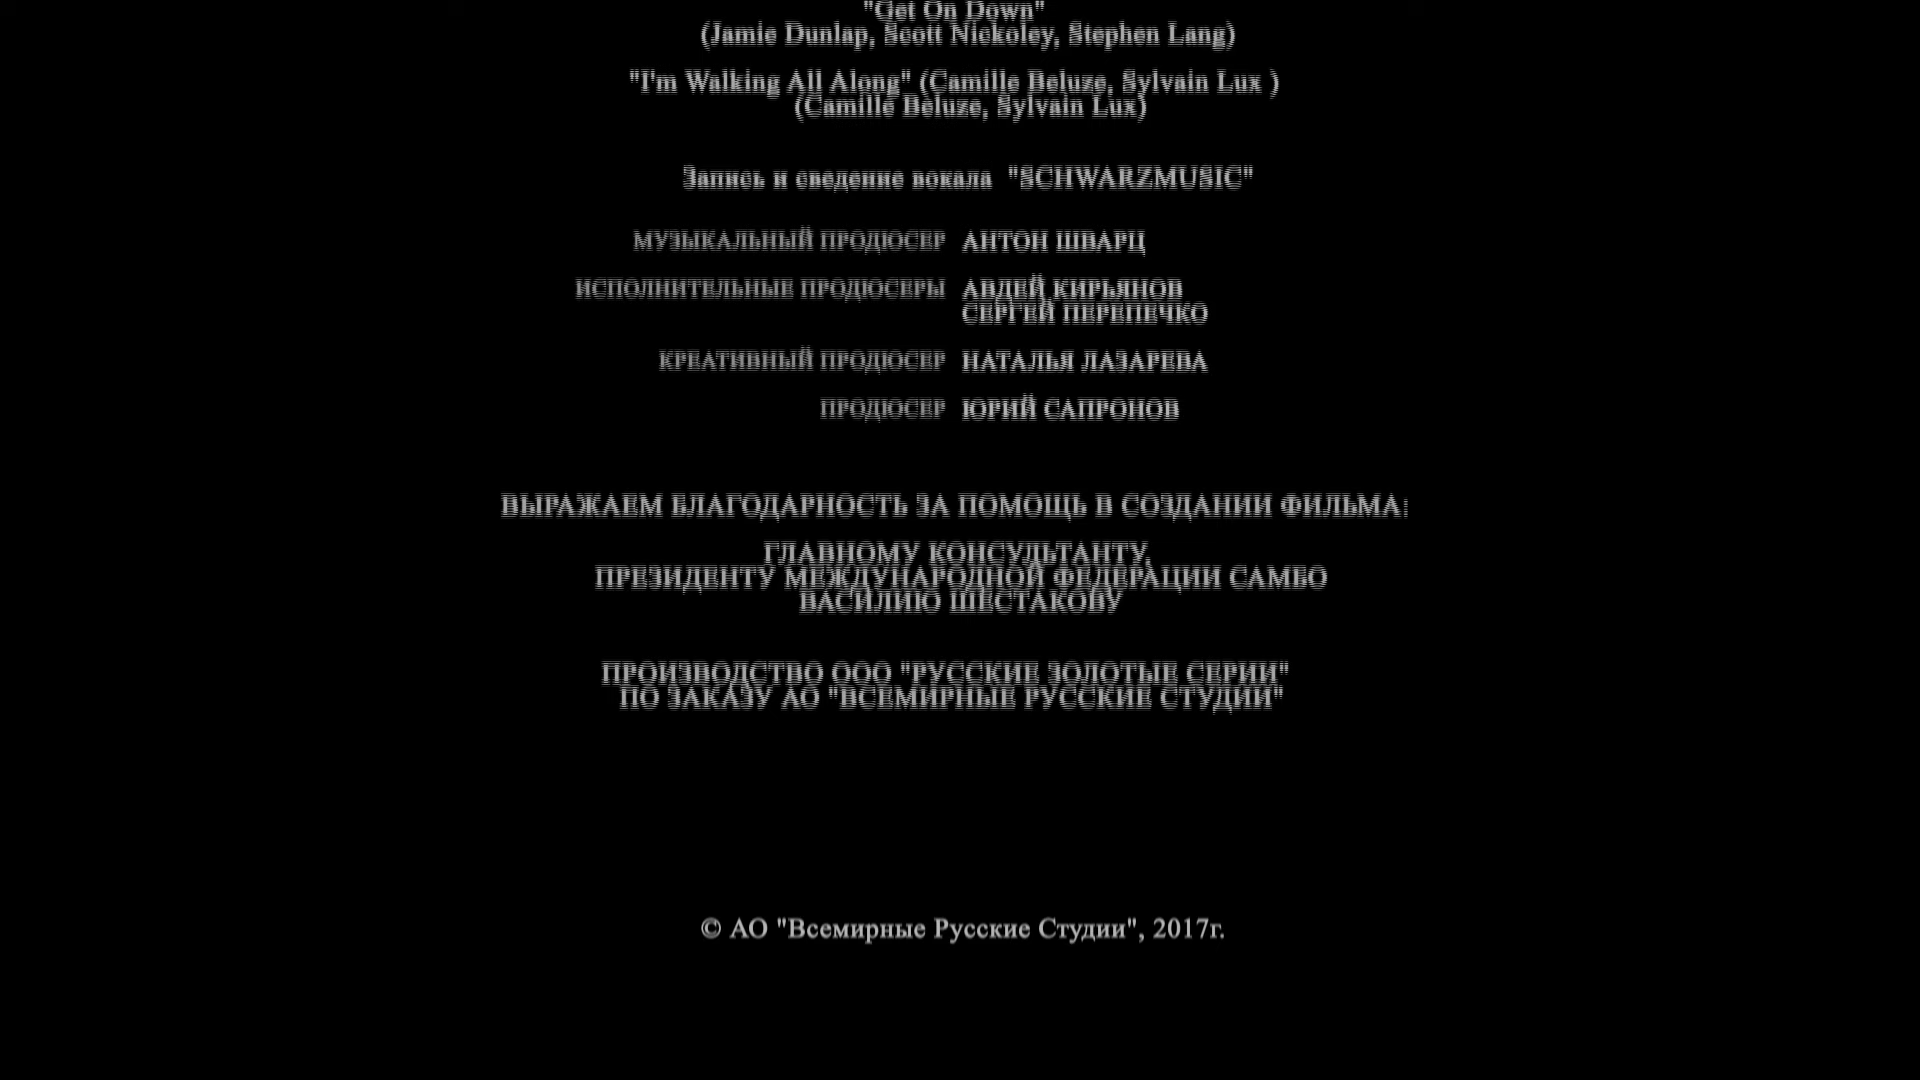 "Get On Down"
(Jamie Dunlap, Scott Nickoley, Stephen Lang)
"I'm Walking All Along" (Camille Beluze, Sylvain Lux )
(Camille Beluze, Sylvain Lux)
Запись и сведение вокала "SCHWARZMUSIC"
МУЗЫКАЛЬНЫЙ ПРОДЮСЕР АНТОН ШВАРЦ
ИСПОЛНИТЕЛЬНЫЕ ПРОДЮСЕРЫ АВДЕЙ КИРЬЯНОВ
СЕРГЕЙ ПЕРЕПЕЧКО
КРЕАТИВНЫЙ ПРОДЮСЕР НАТАЛЬЯ ЛАЗАРЕВА
ПРОДЮСЕР ЮРИЙ САПРОНОВ
ВЫРАЖАЕМ БЛАГОДАРНОСТЬ ЗА ПОМОЩЬ В СОЗДАНИИ ФИЛЬМА:
ГЛАВНОМУ КОНСУЛЬТАНТУ,
ПРЕЗИДЕНТУ МЕЖДУНАРОДНОЙ ФЕДЕРАЦИИ САМБО
ВАСИЛИЮ ШЕСТАКОВУ
ПРОИЗВОДСТВО ООО "РУССКИЕ ЗОЛОТЫЕ СЕРИИ"
ПО ЗАКАЗУ АО "ВСЕМИРНЫЕ РУССКИЕ СТУДИИ"
© АО "Всемирные Русские Студии", 2017г.